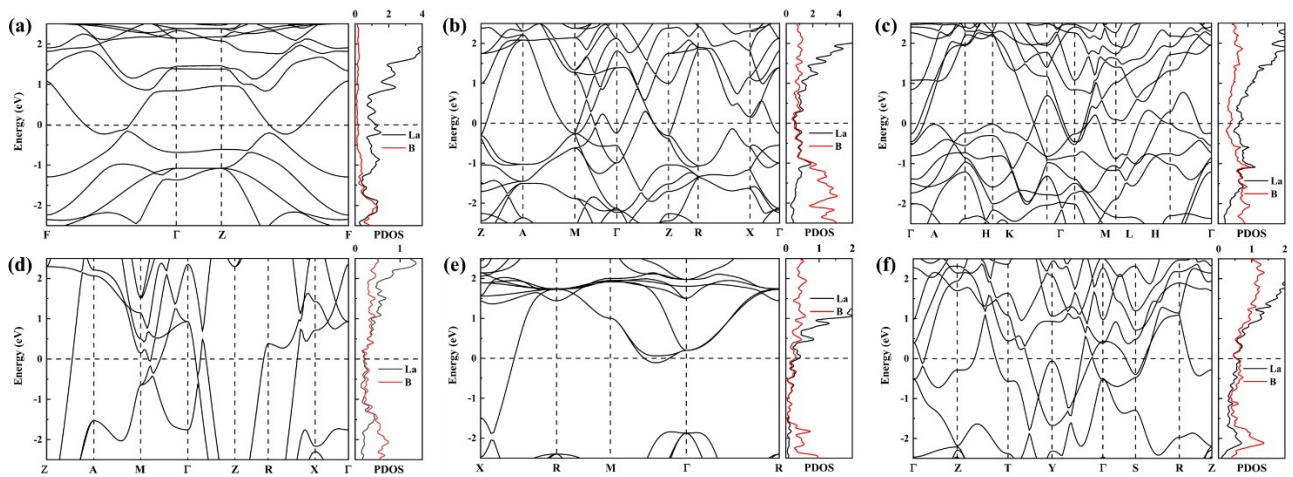 (a)
0 1 2 3 4
Energy (eV)
2
1
0
-1
-2
La
B
F Γ Z F
PDOS
(b)
0 2 4
Energy (eV)
2
1
0
-1
-2
La
B
Z A M Γ Z R X Γ
PDOS
(c)
0 1 2
Energy (eV)
2
1
0
-1
-2
La
B
Γ A H K Γ M L H Γ
PDOS
(d)
0 1
Energy (eV)
2
1
0
-1
-2
La
B
Z A M Γ Z R X Γ
PDOS
(e)
0 1 2
Energy (eV)
2
1
0
-1
-2
La
B
X R M Γ R
PDOS
(f)
0 1 2
Energy (eV)
2
1
0
-1
-2
La
B
Γ Z T Y Γ S R Z
PDOS